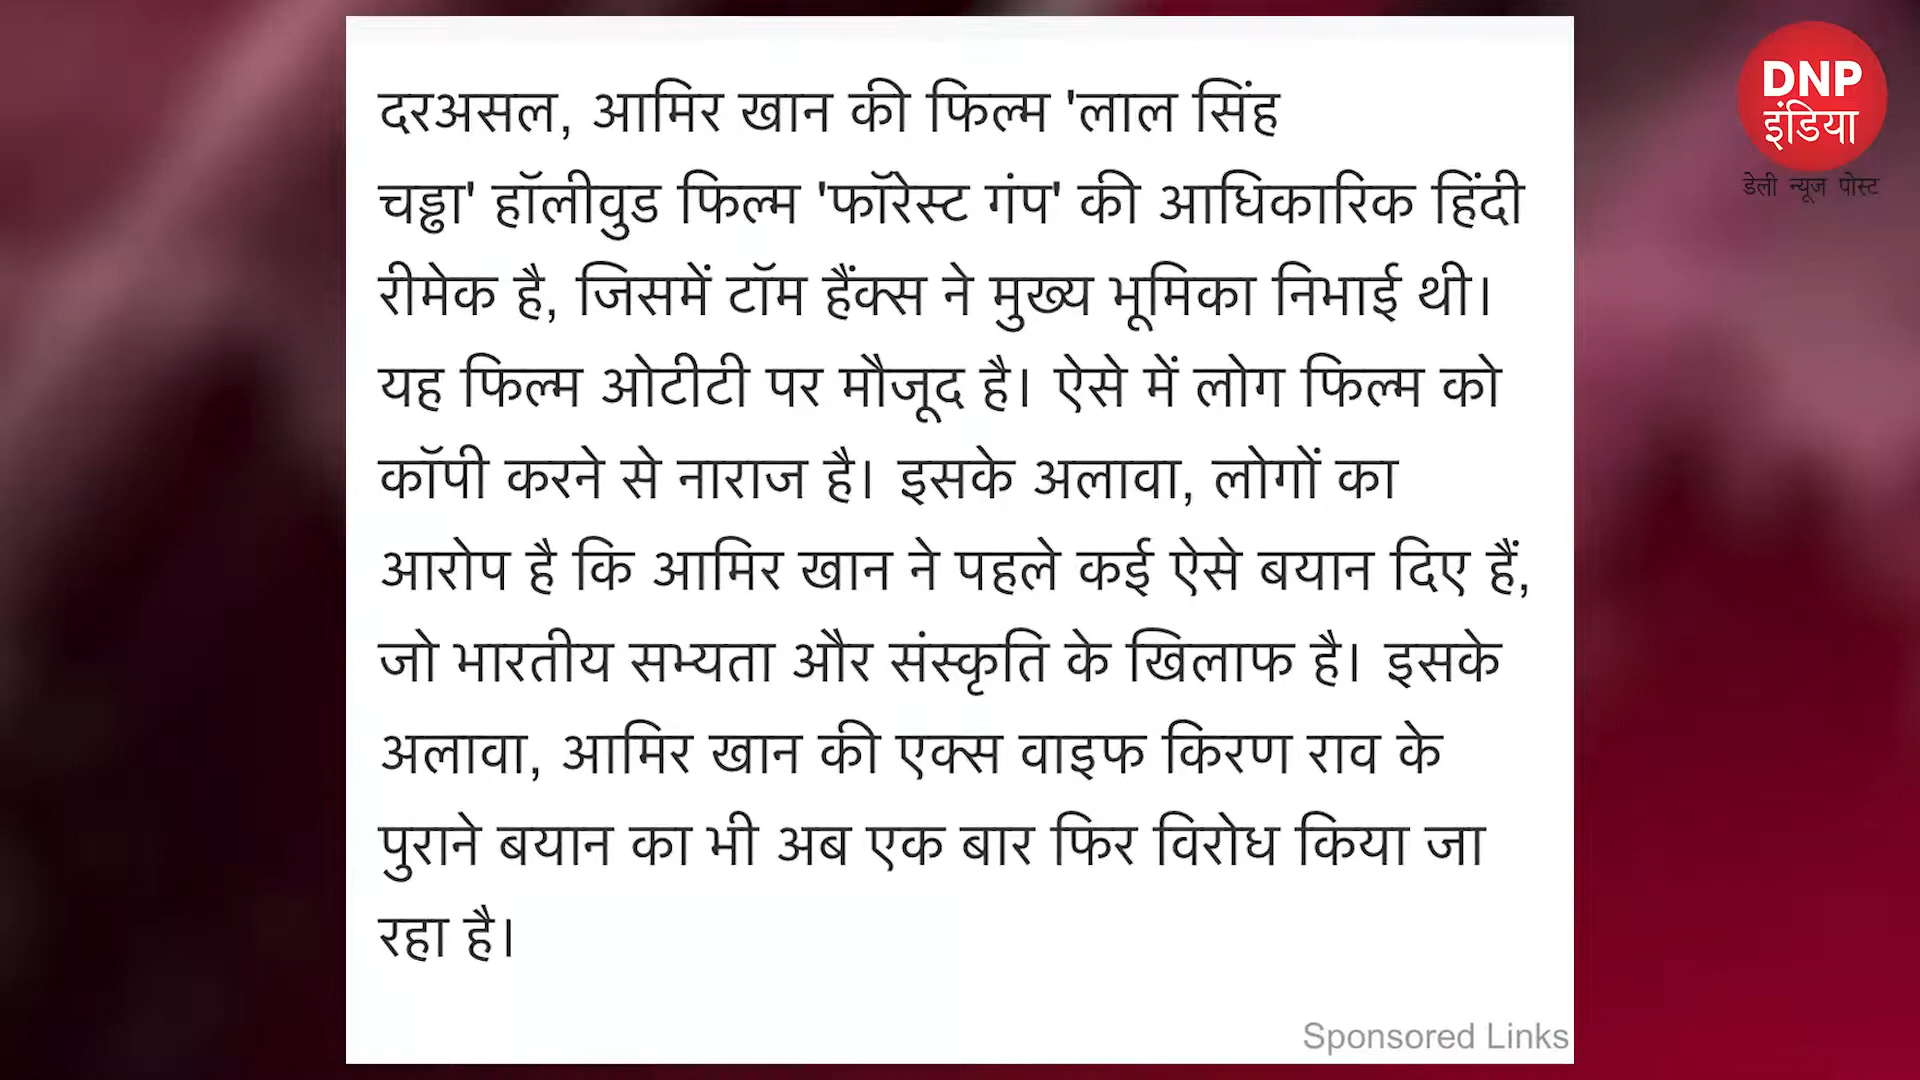 दरअसल, आमिर खान की फिल्म 'लाल सिंह
चड्ढा' हॉलीवुड फिल्म 'फॉरेस्ट गंप' की आधिकारिक हिंदी
रीमेक है, जिसमें टॉम हैंक्स ने मुख्य भूमिका निभाई थी।
यह फिल्म ओटीटी पर मौजूद है। ऐसे में लोग फिल्म को
कॉपी करने से नाराज है। इसके अलावा, लोगों का
आरोप है कि आमिर खान ने पहले कई ऐसे बयान दिए हैं,
जो भारतीय सभ्यता और संस्कृति के खिलाफ है। इसके
अलावा, आमिर खान की एक्स वाइफ किरण राव के
पुराने बयान का भी अब एक बार फिर विरोध किया जा
रहा है।
Sponsored Links
DNP
इंडिया
डेली न्यूज पोस्ट